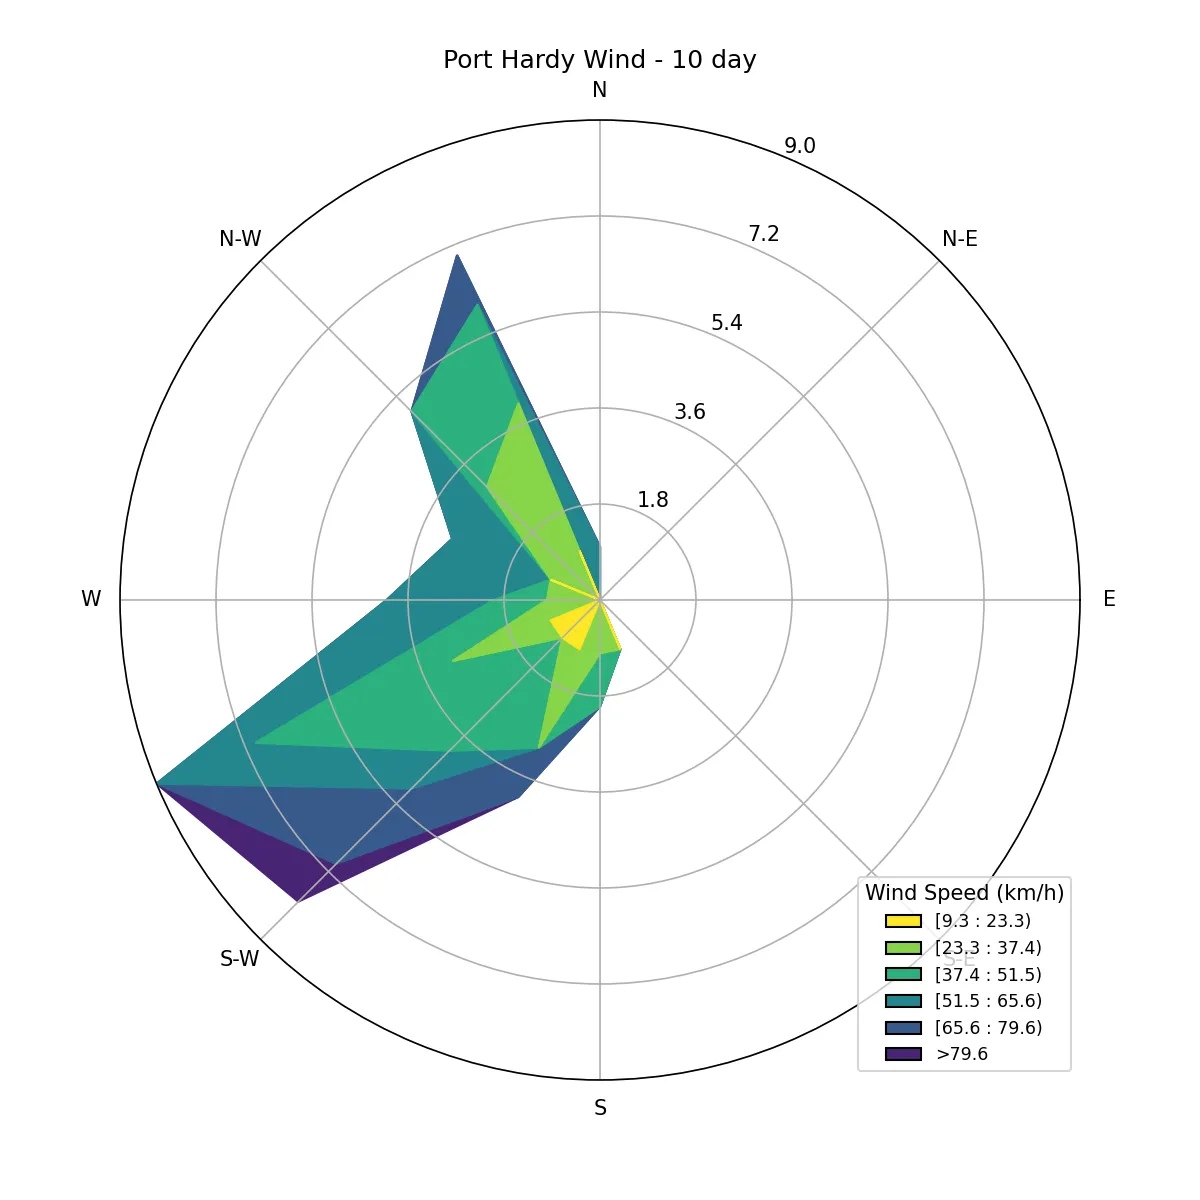 Port Hardy Wind - 10 day
N
9.0
N-W
N-E
7.2
5.4
3.6
1.8
W
E
Wind Speed (km/h)
[9.3 : 23.3)
[23.3 : 37.4)
S-W
S-E
[37.4 : 51.5)
[51.5 : 65.6)
[65.6 : 79.6)
>79.6
S